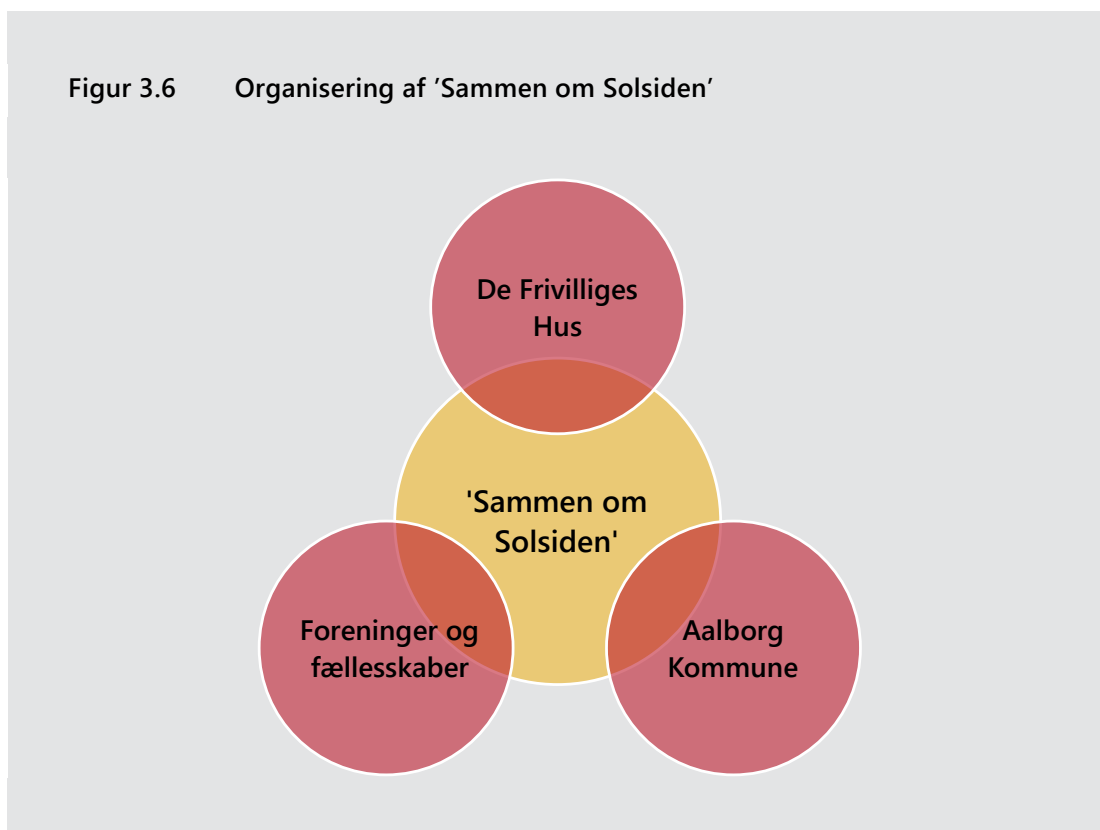 Figur 3.6 Organisering af ’Sammen om Solsiden’
De Frivilliges
Hus
'Sammen om
Solsiden'
Foreninger og
fællesskaber
Aalborg
Kommune